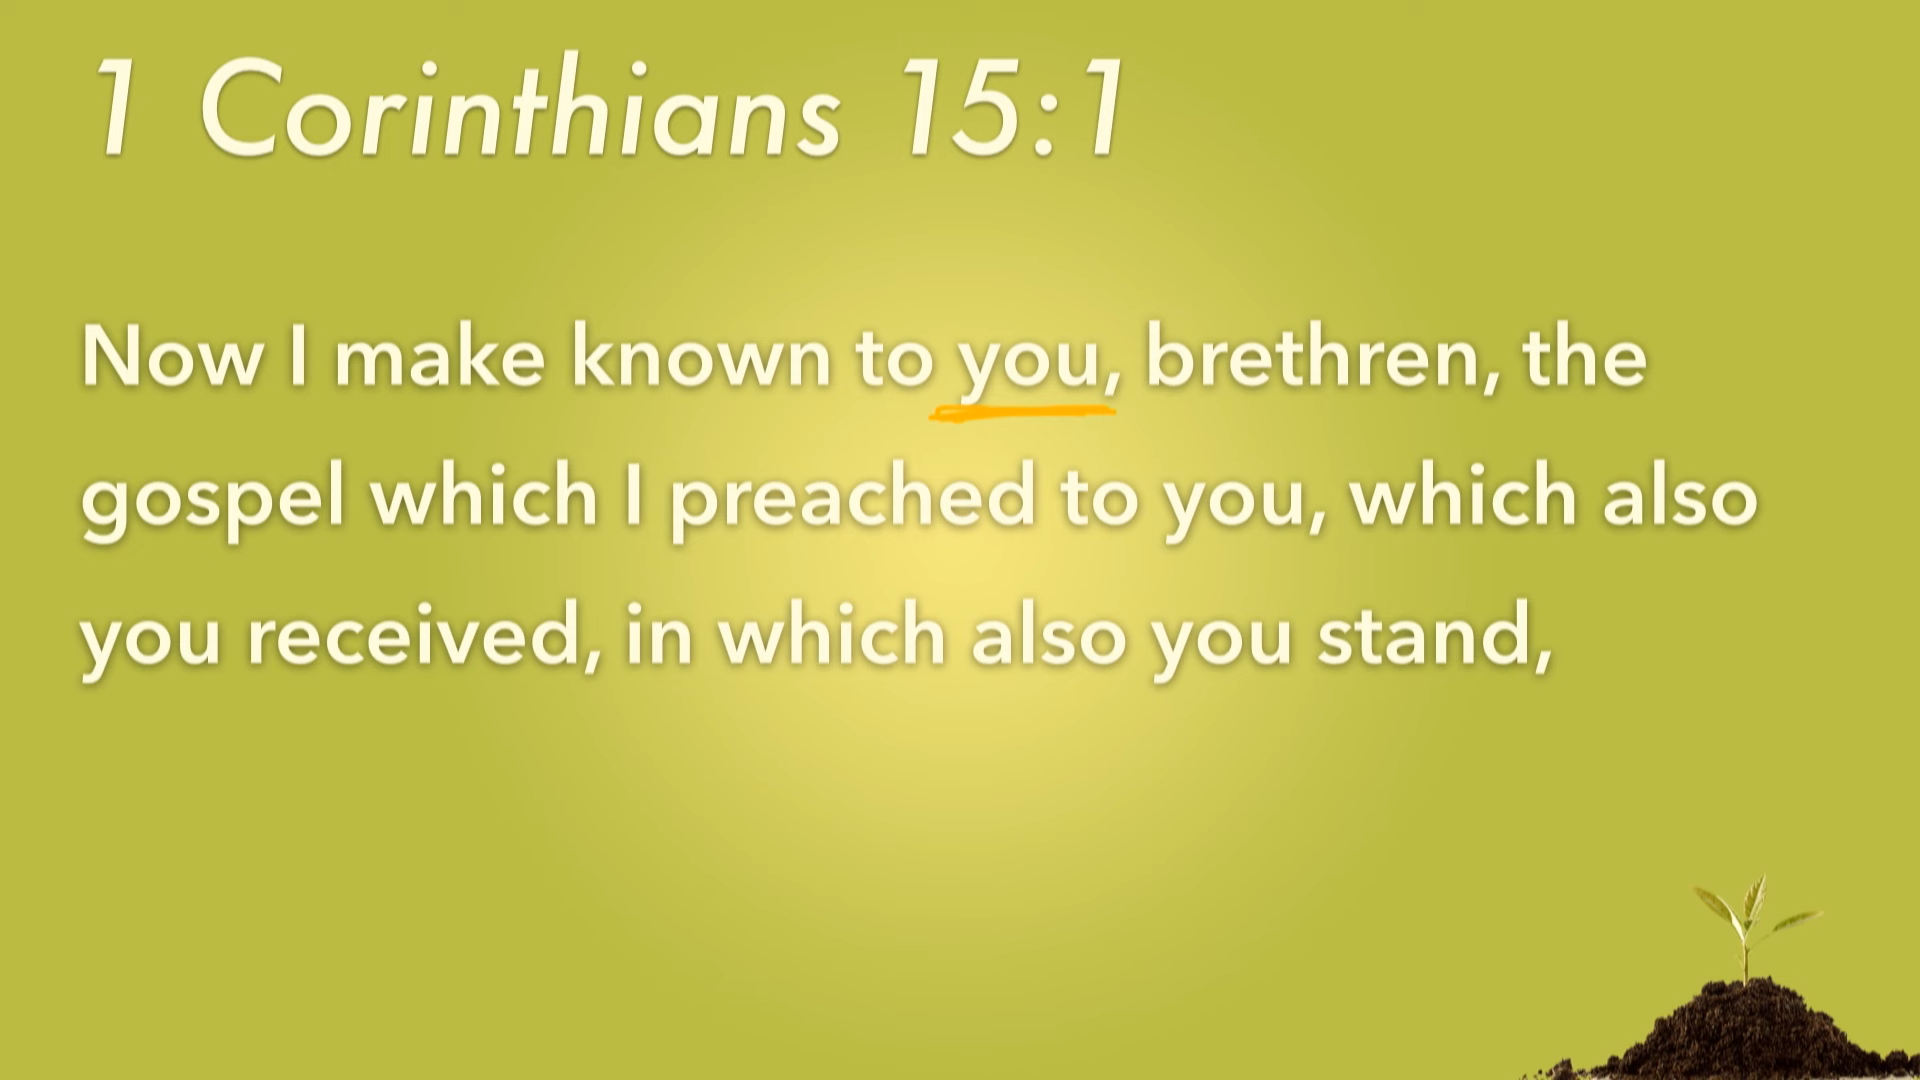 1 Corinthians 15:1
Now I make known to you, brethren, the
gospel which I preached to you, which also
you received, in which also you stand,